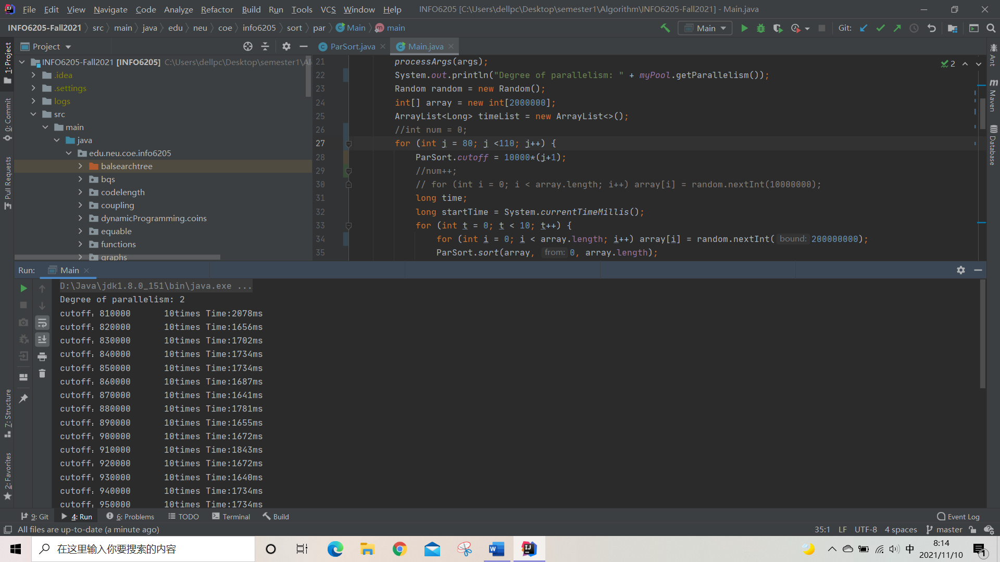 File Edit View Navigate Code Analyze Refactor Build Run Tools VCS Window Help INFO6205 [C:\Users\dellpc\Desktop\semester1\Algorithm\INFO6205-Fall2021] - Main.java
INFO6205-Fall2021 src main java edu neu coe info6205 sort par Main main
Main Git:
Project
ParSort.java Main.java
1: Project
0: Commit
Pull Requests
7: Structure
2: Favorites
INFO6205-Fall2021 [INFO6205] C:\Users\dellpc\Desktop\semester1\Al
.idea
.settings
logs
src
main
java
edu.neu.coe.info6205
balsearchtree
bqs
codelength
coupling
dynamicProgramming.coins
equable
functions
graphs
21 processArgs(args);
22 System.out.println("Degree of parallelism: " + myPool.getParallelism());
23 Random random = new Random();
24 int[] array = new int[2000000];
25 ArrayList<Long> timeList = new ArrayList<>();
26 //int num = 0;
27 for (int j = 80; j <110; j++) {
28 ParSort.cutoff = 10000*(j+1);
29 //num++;
30 // for (int i = 0; i < array.length; i++) array[i] = random.nextInt(10000000);
31 long time;
32 long startTime = System.currentTimeMillis();
33 for (int t = 0; t < 10; t++) {
34 for (int i = 0; i < array.length; i++) array[i] = random.nextInt( bound: 200000000);
35 ParSort.sort(array, from: 0, array.length);
2
Ant
Maven
Database
Run: Main
D:\Java\jdk1.8.0_151\bin\java.exe ...
Degree of parallelism: 2
cutoff：810000 10times Time:2078ms
cutoff：820000 10times Time:1656ms
cutoff：830000 10times Time:1702ms
cutoff：840000 10times Time:1734ms
cutoff：850000 10times Time:1734ms
cutoff：860000 10times Time:1687ms
cutoff：870000 10times Time:1641ms
cutoff：880000 10times Time:1781ms
cutoff：890000 10times Time:1655ms
cutoff：900000 10times Time:1672ms
cutoff：910000 10times Time:1843ms
cutoff：920000 10times Time:1672ms
cutoff：930000 10times Time:1640ms
cutoff：940000 10times Time:1734ms
cutoff：950000 10times Time:1734ms
9: Git 4: Run 6: Problems TODO Terminal Build Event Log
All files are up-to-date (a minute ago) 35:1 LF UTF-8 4 spaces master
在这里输入你要搜索的内容
中
8:14
2021/11/10
1